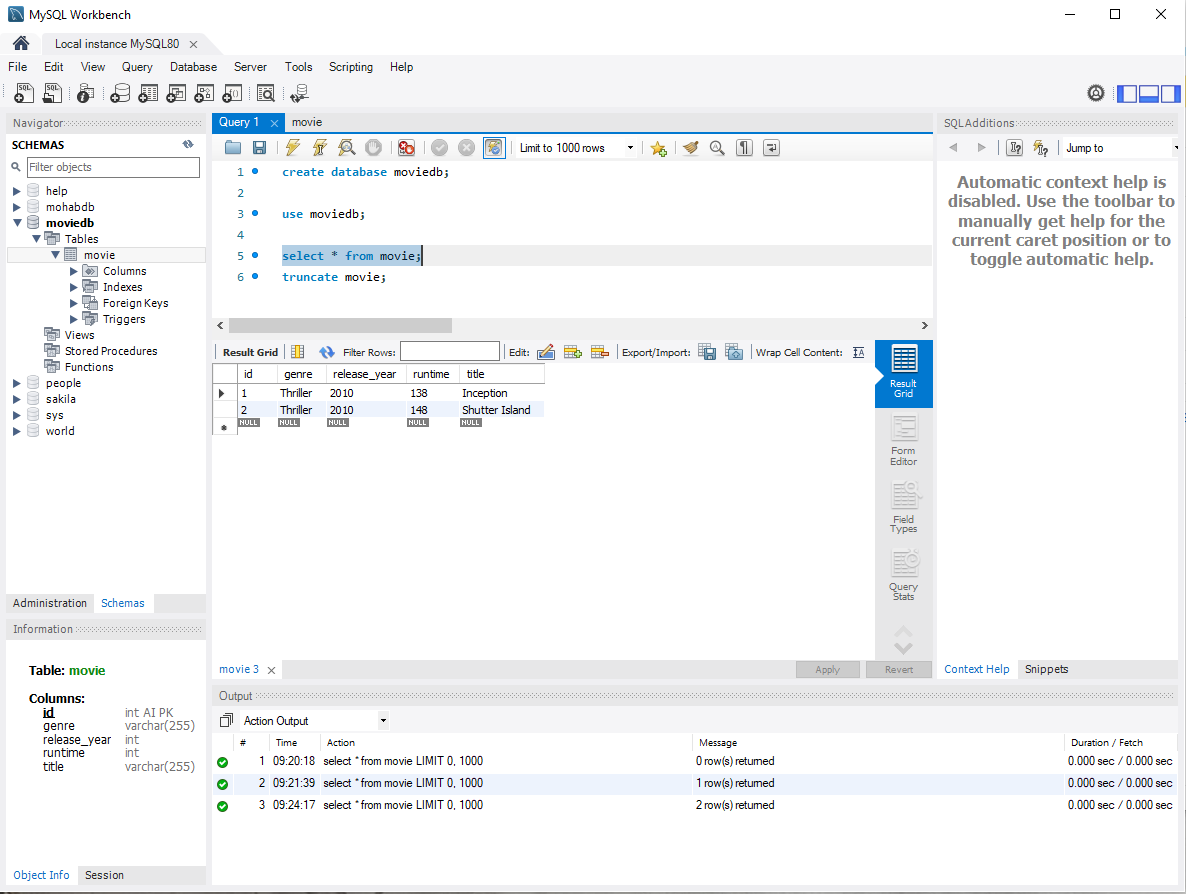 MySQL Workbench
Local instance MySQL80
File Edit View Query Database Server Tools Scripting Help
Navigator
SCHEMAS
Filter objects
help
mohabdb
moviedb
Tables
movie
Columns
Indexes
Foreign Keys
Triggers
Views
Stored Procedures
Functions
people
sakila
sys
world
Administration Schemas
Information
Table: movie
Columns:
id int AI PK
genre varchar(255)
release_year int
runtime int
title varchar(255)
Object Info Session
Query 1 movie
Limit to 1000 rows
1 create database moviedb;
2
3 use moviedb;
4
5 select * from movie;
6 truncate movie;
Result Grid Filter Rows: Edit: Export/Import: Wrap Cell Content:
id genre release_year runtime title
1 Thriller 2010 138 Inception
2 Thriller 2010 148 Shutter Island
NULL NULL NULL NULL NULL
Result
Grid
Form
Editor
Field
Types
Query
Stats
movie 3 Apply Revert
Output
Action Output
# Time Action Message Duration / Fetch
1 09:20:18 select * from movie LIMIT 0, 1000 0 row(s) returned 0.000 sec / 0.000 sec
2 09:21:39 select * from movie LIMIT 0, 1000 1 row(s) returned 0.000 sec / 0.000 sec
3 09:24:17 select * from movie LIMIT 0, 1000 2 row(s) returned 0.000 sec / 0.000 sec
SQLAdditions
Jump to
Automatic context help is
disabled. Use the toolbar to
manually get help for the
current caret position or to
toggle automatic help.
Context Help Snippets